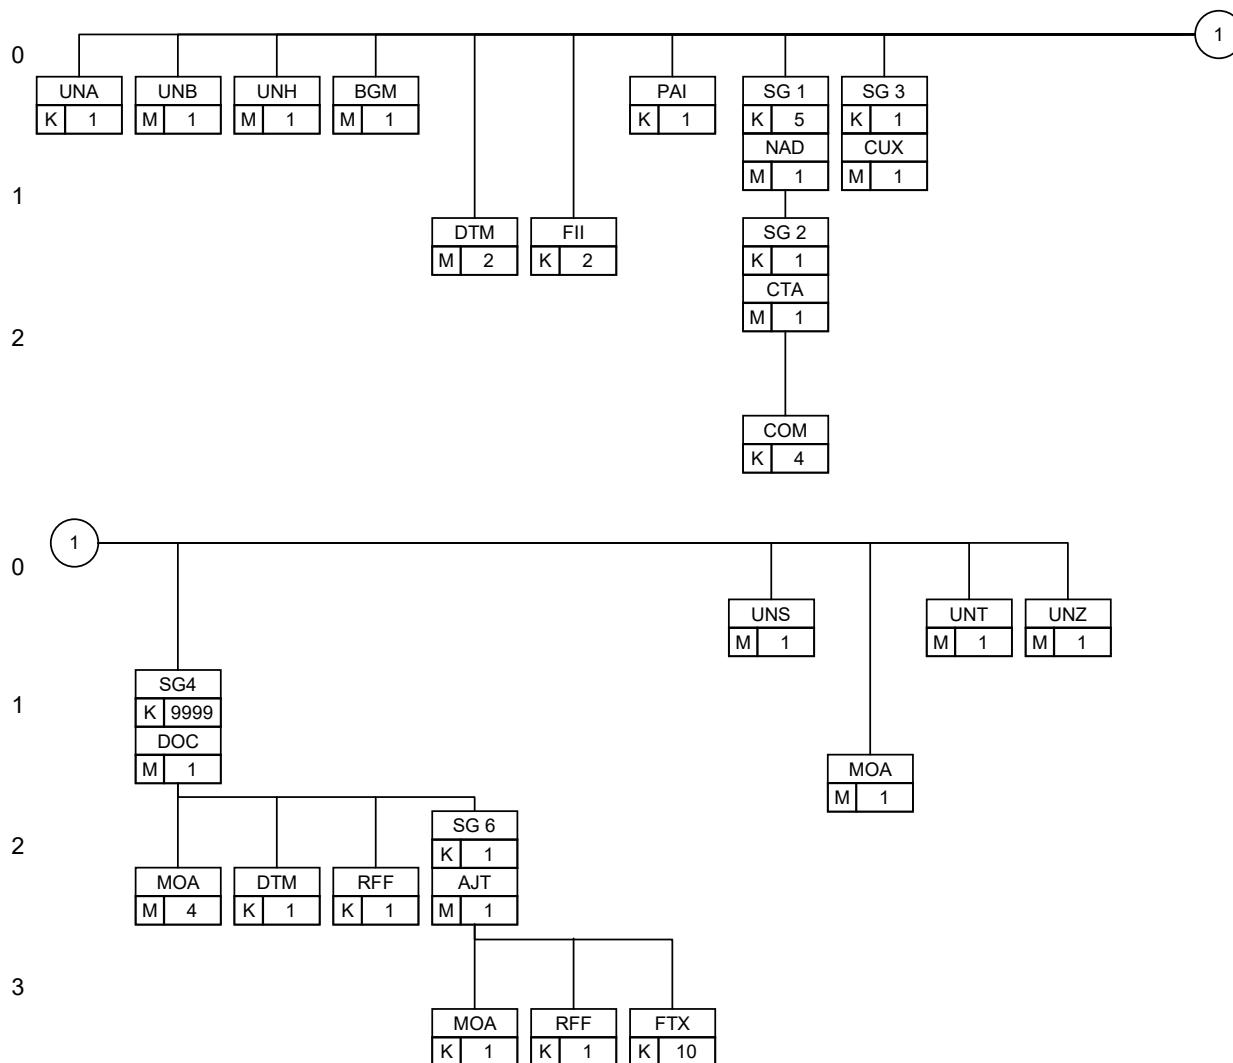 1
0
UNA UNB UNH BGM PAI SG 1 SG 3
K 1 M 1 M 1 M 1 K 1 K 5 K 1
NAD CUX
M 1 M 1
1
DTM FII SG 2
M 2 K 2 K 1
CTA
M 1
2
COM
K 4
1
0
UNS UNT UNZ
M 1 M 1 M 1
SG4
1
K 9999
DOC
M 1 MOA
M 1
SG 6
2
K 1
MOA DTM RFF AJT
M 4 K 1 K 1 M 1
3
MOA RFF FTX
K 1 K 1 K 10